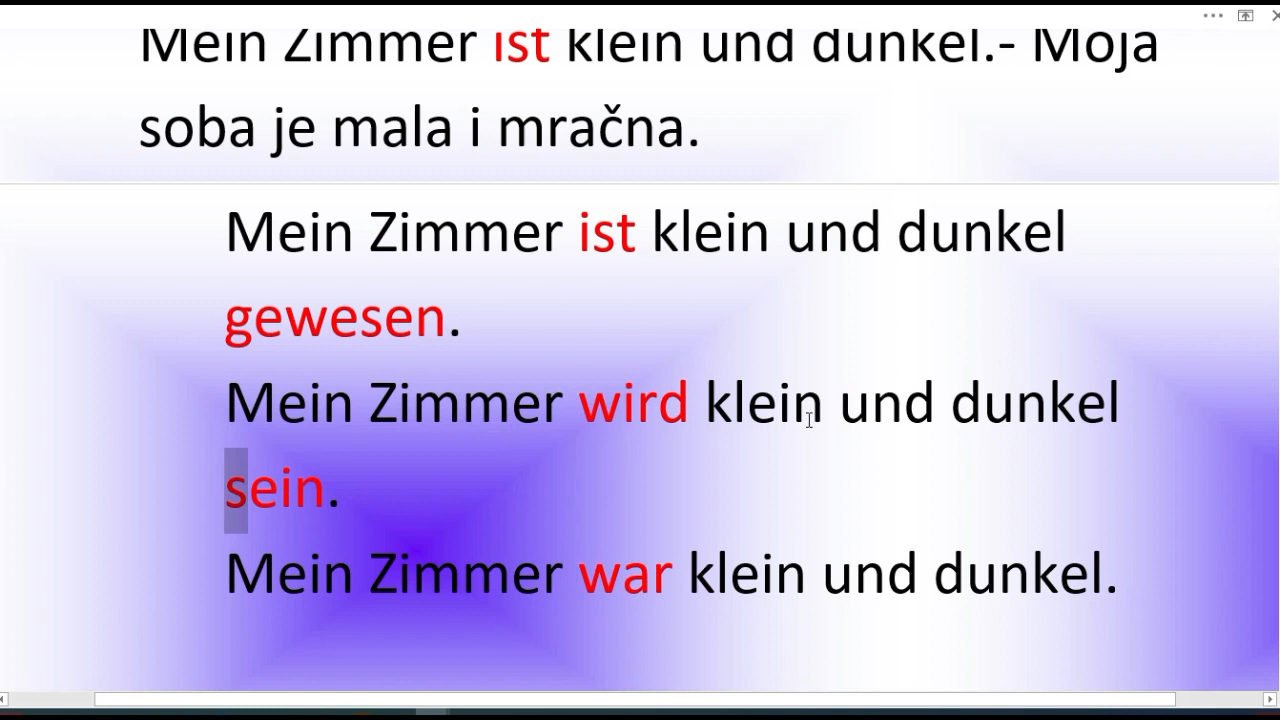 Mein Zimmer ist klein und dunkel.- Moja
soba je mala i mračna.
Mein Zimmer ist klein und dunkel
gewesen.
Mein Zimmer wird klein und dunkel
sein.
Mein Zimmer war klein und dunkel.